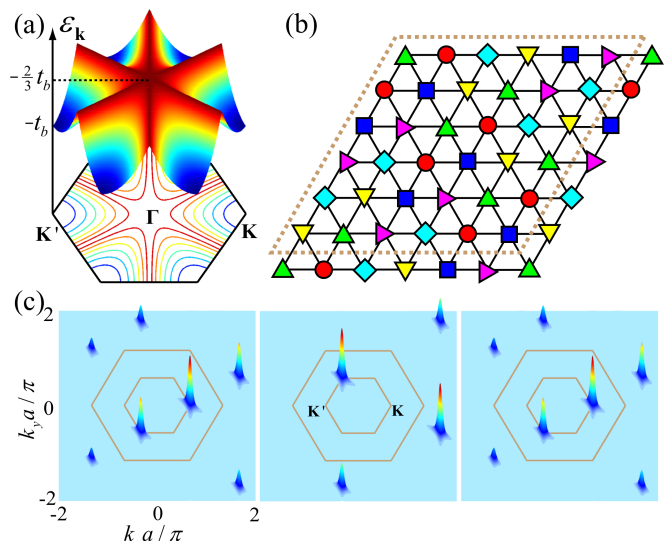 (a)
ε_k
(b)
-2/3 t_b
-t_b
Γ
K'
K
(c)
2
0
-2
k_y a/π
K'
K
-2
0
2
k a/π